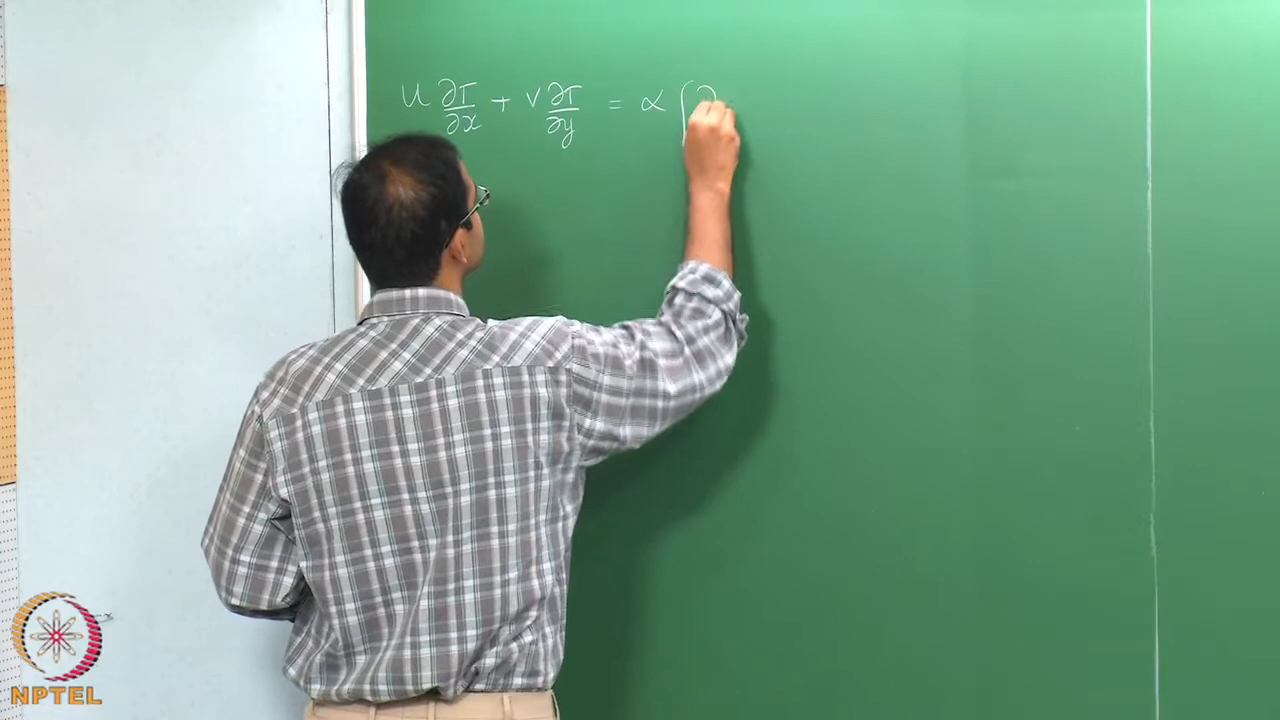 u ∂T/∂x + v ∂T/∂y = α [∂
NPTEL